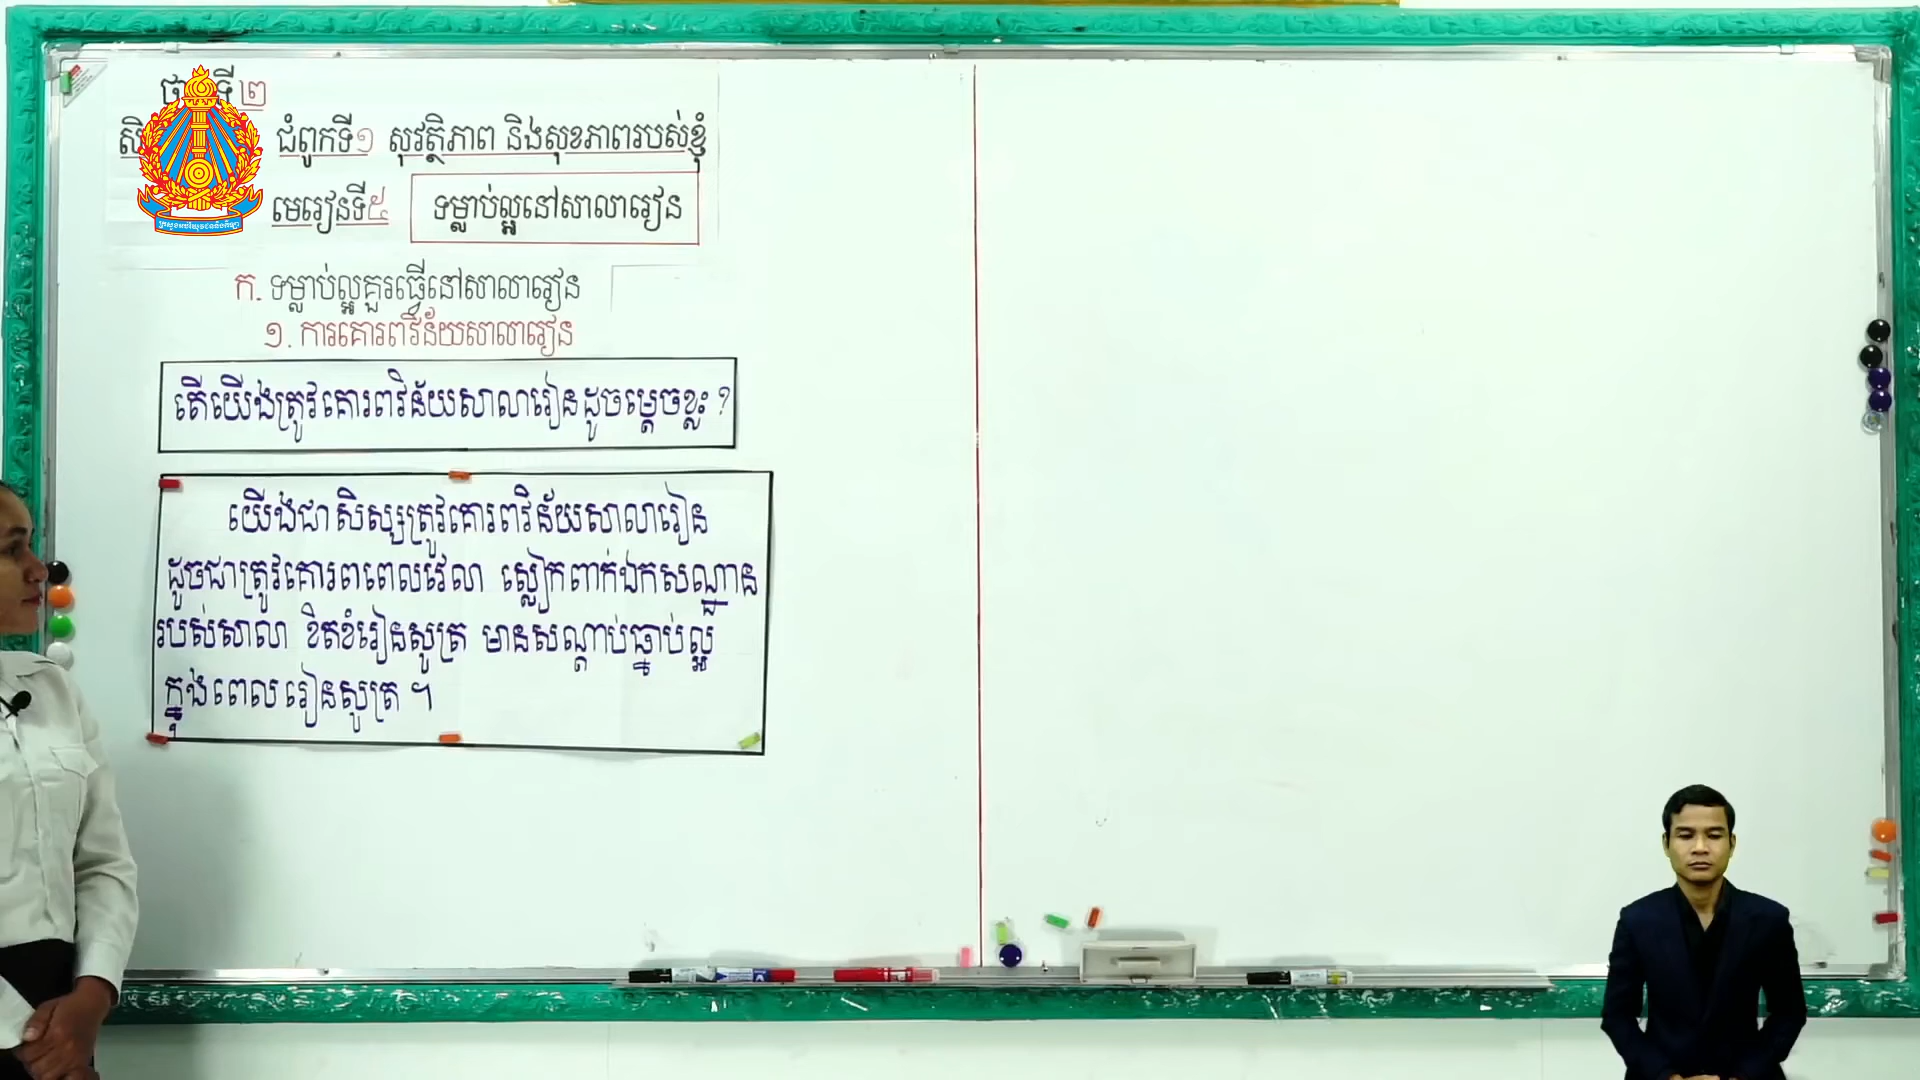 ទី២
ជំពូកទី១ សុវត្ថិភាព និងសុខភាពរបស់ខ្ញុំ
មេរៀនទី៥ ទម្លាប់ល្អនៅសាលារៀន
ក. ទម្លាប់ល្អគួរធ្វើនៅសាលារៀន
១. ការគោរពវិន័យសាលារៀន
តើយើងត្រូវគោរពវិន័យសាលារៀនដូចម្ដេចខ្លះ ?
យើងជាសិស្សត្រូវគោរពវិន័យសាលារៀន
ដូចជាត្រូវគោរពពេលវេលា ស្លៀកពាក់ឯកសណ្ឋាន
របស់សាលា ខិតខំរៀនសូត្រ មានសណ្ដាប់ធ្នាប់ល្អ
ក្នុងពេលរៀនសូត្រ ។